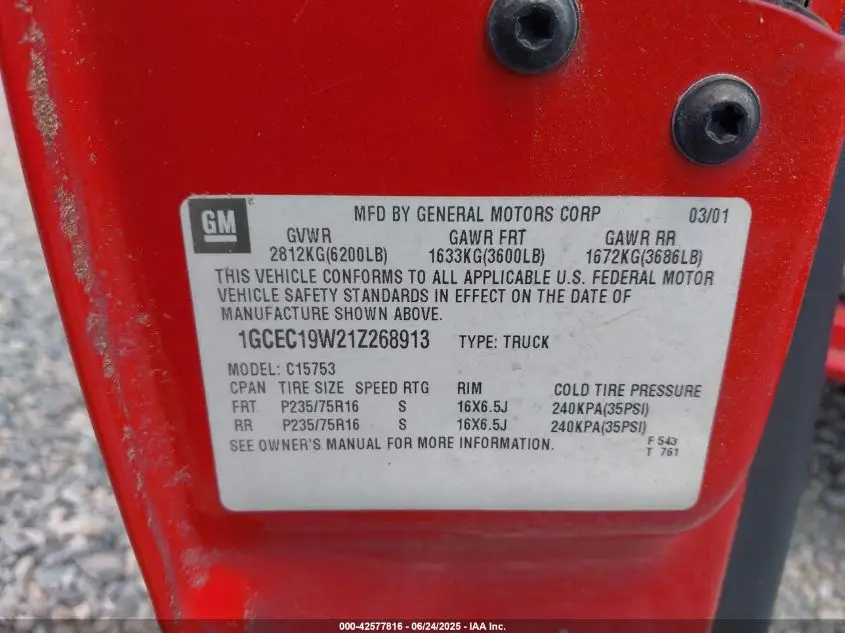 GM
MFD BY GENERAL MOTORS CORP 03/01
GVWR GAWR FRT GAWR RR
2812KG(6200LB) 1633KG(3600LB) 1672KG(3686LB)
THIS VEHICLE CONFORMS TO ALL APPLICABLE U.S. FEDERAL MOTOR
VEHICLE SAFETY STANDARDS IN EFFECT ON THE DATE OF
MANUFACTURE SHOWN ABOVE.
1GCEC19W21Z268913 TYPE: TRUCK
MODEL: C15753
CPAN TIRE SIZE SPEED RTG RIM COLD TIRE PRESSURE
FRT P235/75R16 S 16X6.5J 240KPA(35PSI)
RR P235/75R16 S 16X6.5J 240KPA(35PSI)
SEE OWNER'S MANUAL FOR MORE INFORMATION.
F 543
T 761
000-42577816 - 06/24/2025 - IAA Inc.